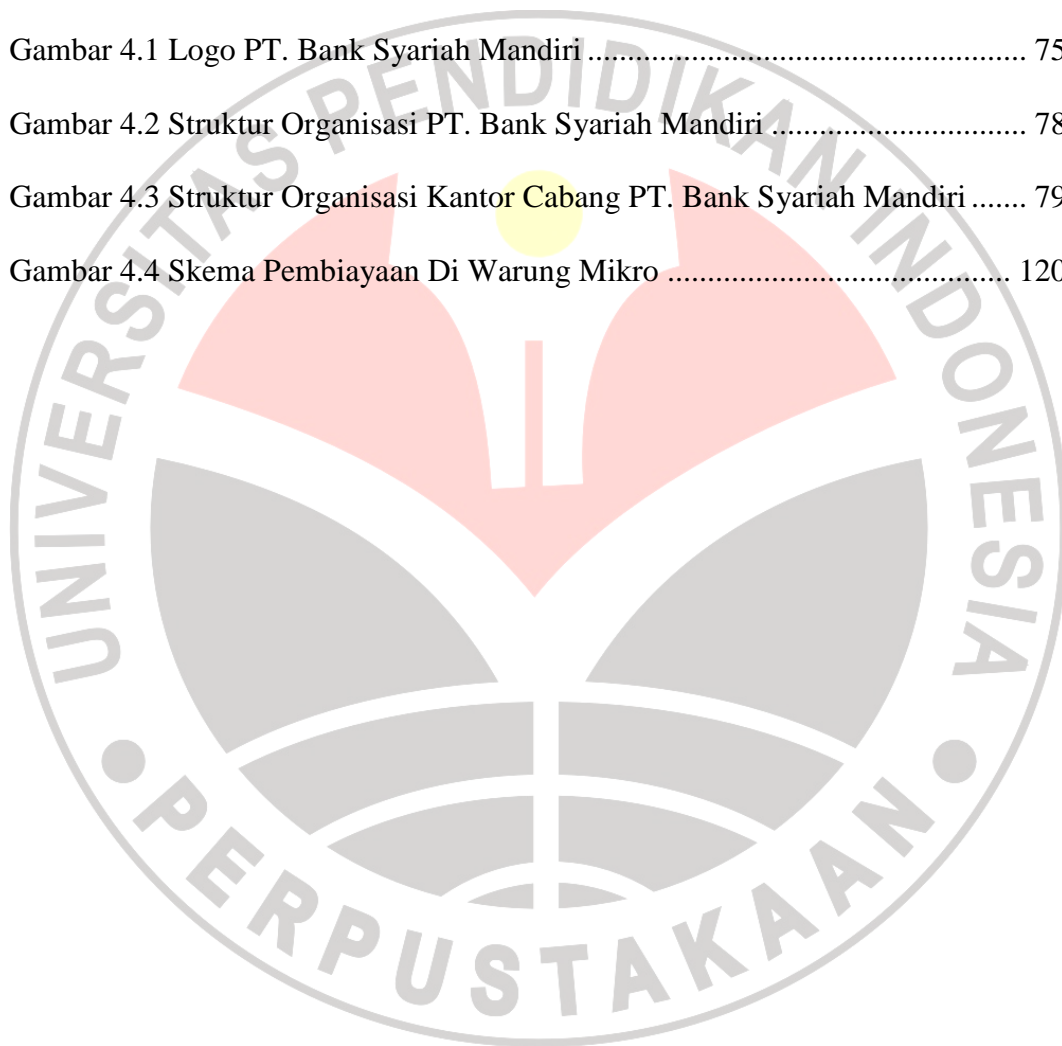 Gambar 4.1 Logo PT. Bank Syariah Mandiri .................................................... 75
Gambar 4.2 Struktur Organisasi PT. Bank Syariah Mandiri .............................. 78
Gambar 4.3 Struktur Organisasi Kantor Cabang PT. Bank Syariah Mandiri ....... 79
Gambar 4.4 Skema Pembiayaan Di Warung Mikro ......................................... 120
UNIVERSITAS PENDIDIKAN INDONESIA
PERPUSTAKAAN